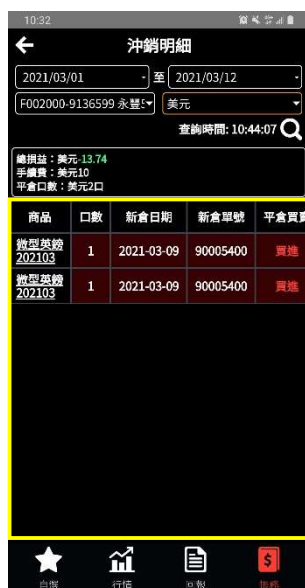 10:32
沖銷明細
2021/03/01 至 2021/03/12
F002000-9136599 永豐 美元
查詢時間: 10:44:07
總損益：美元-13.74
手續費：美元10
平倉口數：美元2口
商品 口數 新倉日期 新倉單號 平倉買賣
微型英鎊 202103 1 2021-03-09 90005400 買進
微型英鎊 202103 1 2021-03-09 90005400 買進
自選 行情 回報 帳務